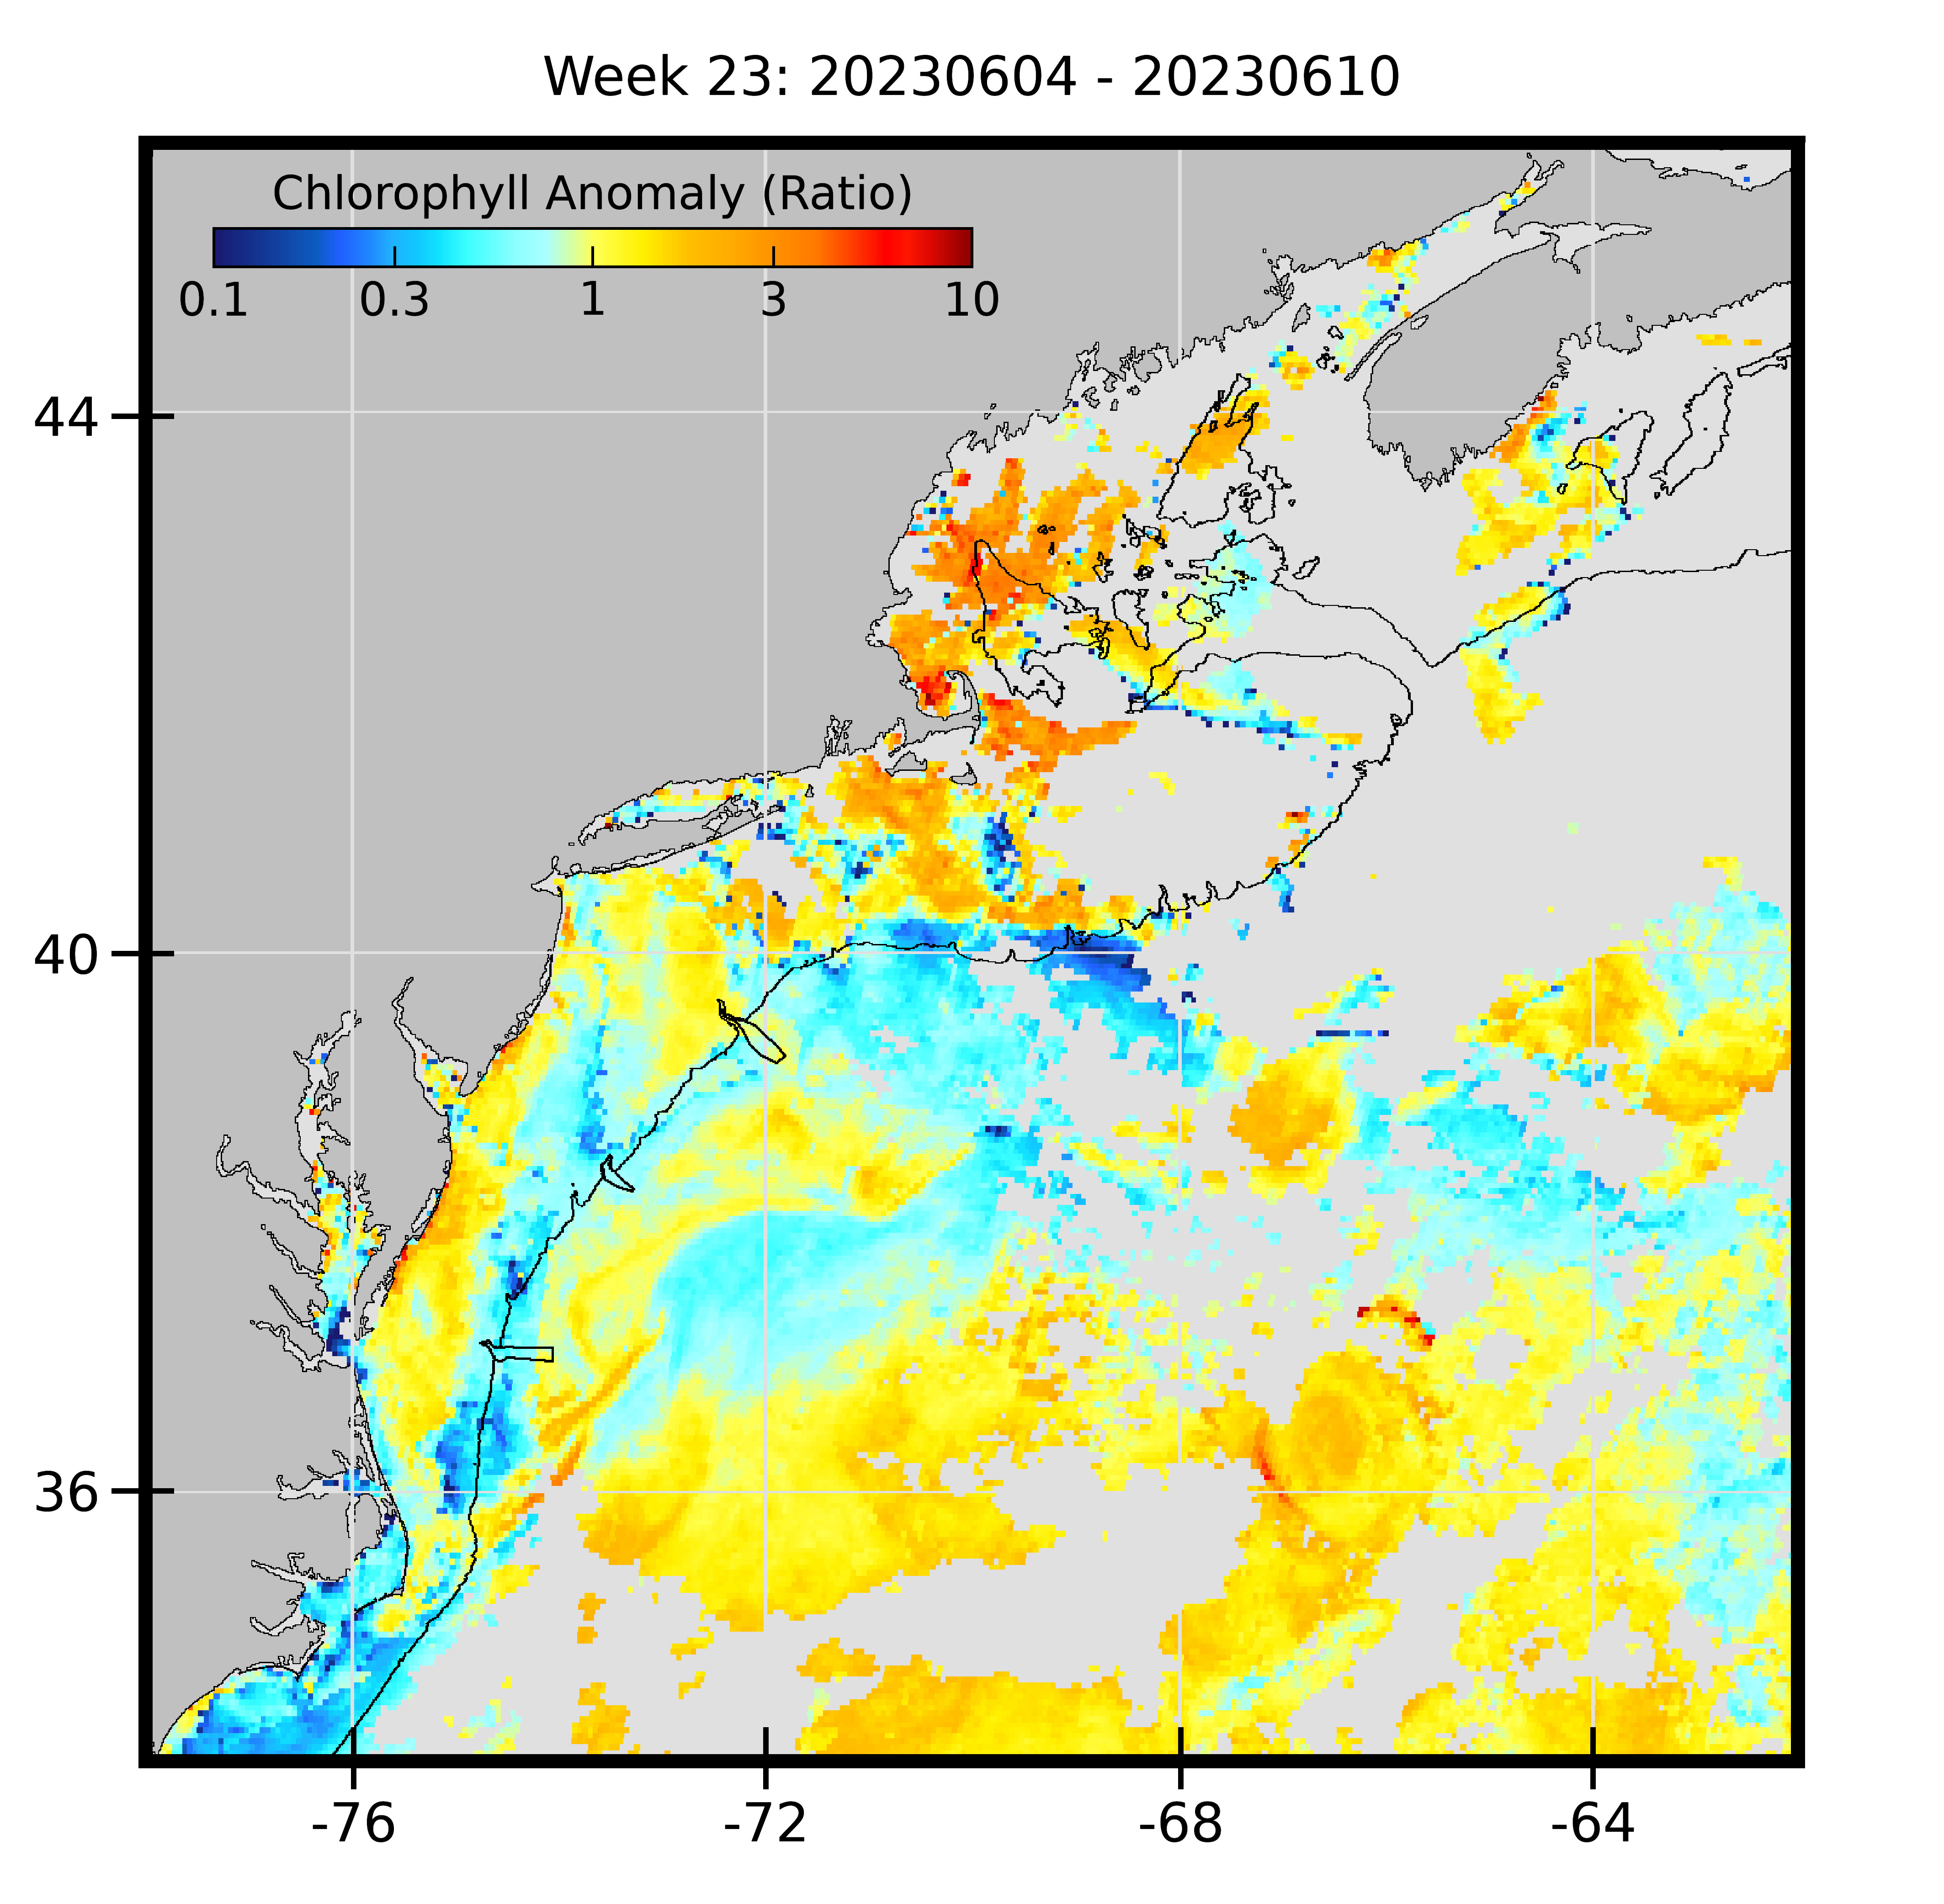 Week 23: 20230604 - 20230610
Chlorophyll Anomaly (Ratio)
0.1 0.3 1 3 10
44
40
36
-76 -72 -68 -64